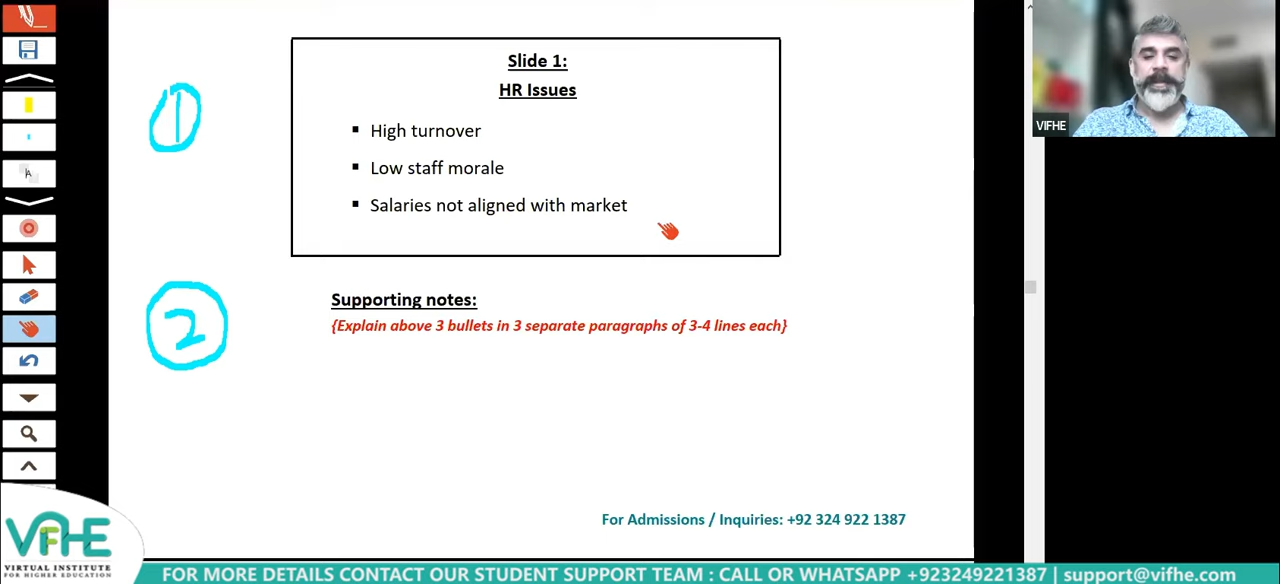 Slide 1:
HR Issues
1
▪ High turnover
▪ Low staff morale
▪ Salaries not aligned with market
VIFHE
2
Supporting notes:
{Explain above 3 bullets in 3 separate paragraphs of 3-4 lines each}
A
For Admissions / Inquiries: +92 324 922 1387
VIFHE
VIRTUAL INSTITUTE
FOR HIGHER EDUCATION
FOR MORE DETAILS CONTACT OUR STUDENT SUPPORT TEAM : CALL OR WHATSAPP +923249221387 | support@vifhe.com